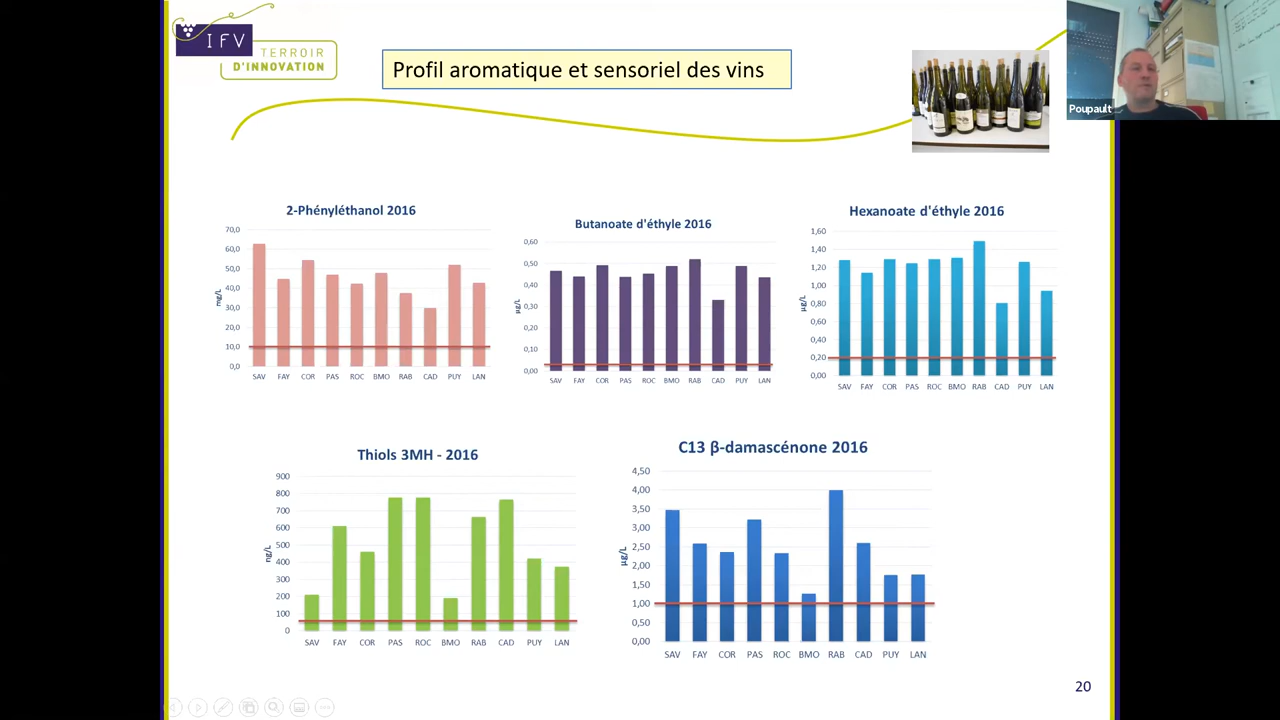 IFV
TERROIR
D'INNOVATION
Profil aromatique et sensoriel des vins
Poupault
2-Phényléthanol 2016
70,0
60,0
50,0
40,0
30,0
20,0
10,0
0,0
mg/L
SAV FAY COR PAS ROC BMO RAB CAD PUY LAN
Butanoate d'éthyle 2016
0,60
0,50
0,40
0,30
0,20
0,10
0,00
µg/L
SAV FAY COR PAS ROC BMO RAB CAD PUY LAN
Hexanoate d'éthyle 2016
1,60
1,40
1,20
1,00
0,80
0,60
0,40
0,20
0,00
µg/L
SAV FAY COR PAS ROC BMO RAB CAD PUY LAN
Thiols 3MH - 2016
900
800
700
600
500
400
300
200
100
0
ng/L
SAV FAY COR PAS ROC BMO RAB CAD PUY LAN
C13 β-damascénone 2016
4,50
4,00
3,50
3,00
2,50
2,00
1,50
1,00
0,50
0,00
µg/L
SAV FAY COR PAS ROC BMO RAB CAD PUY LAN
20